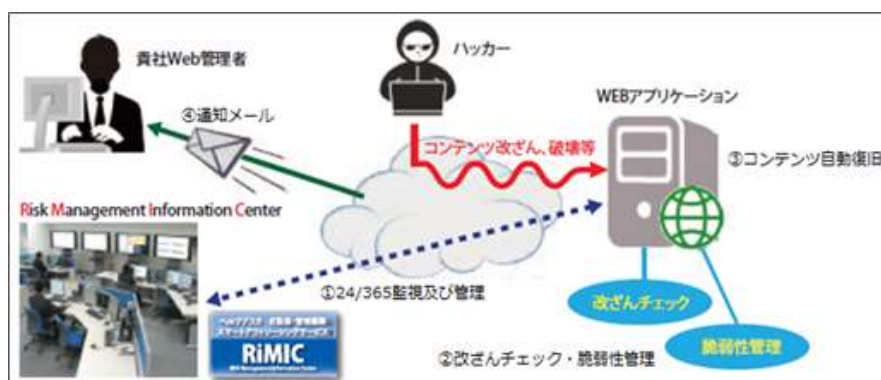 貴社Web管理者
ハッカー
WEBアプリケーション
④通知メール
コンテンツ改ざん、破壊等
③コンテンツ自動復旧
Risk Management Information Center
①24/365監視及び管理
改ざんチェック
RiMIC
②改ざんチェック・脆弱性管理
脆弱性管理